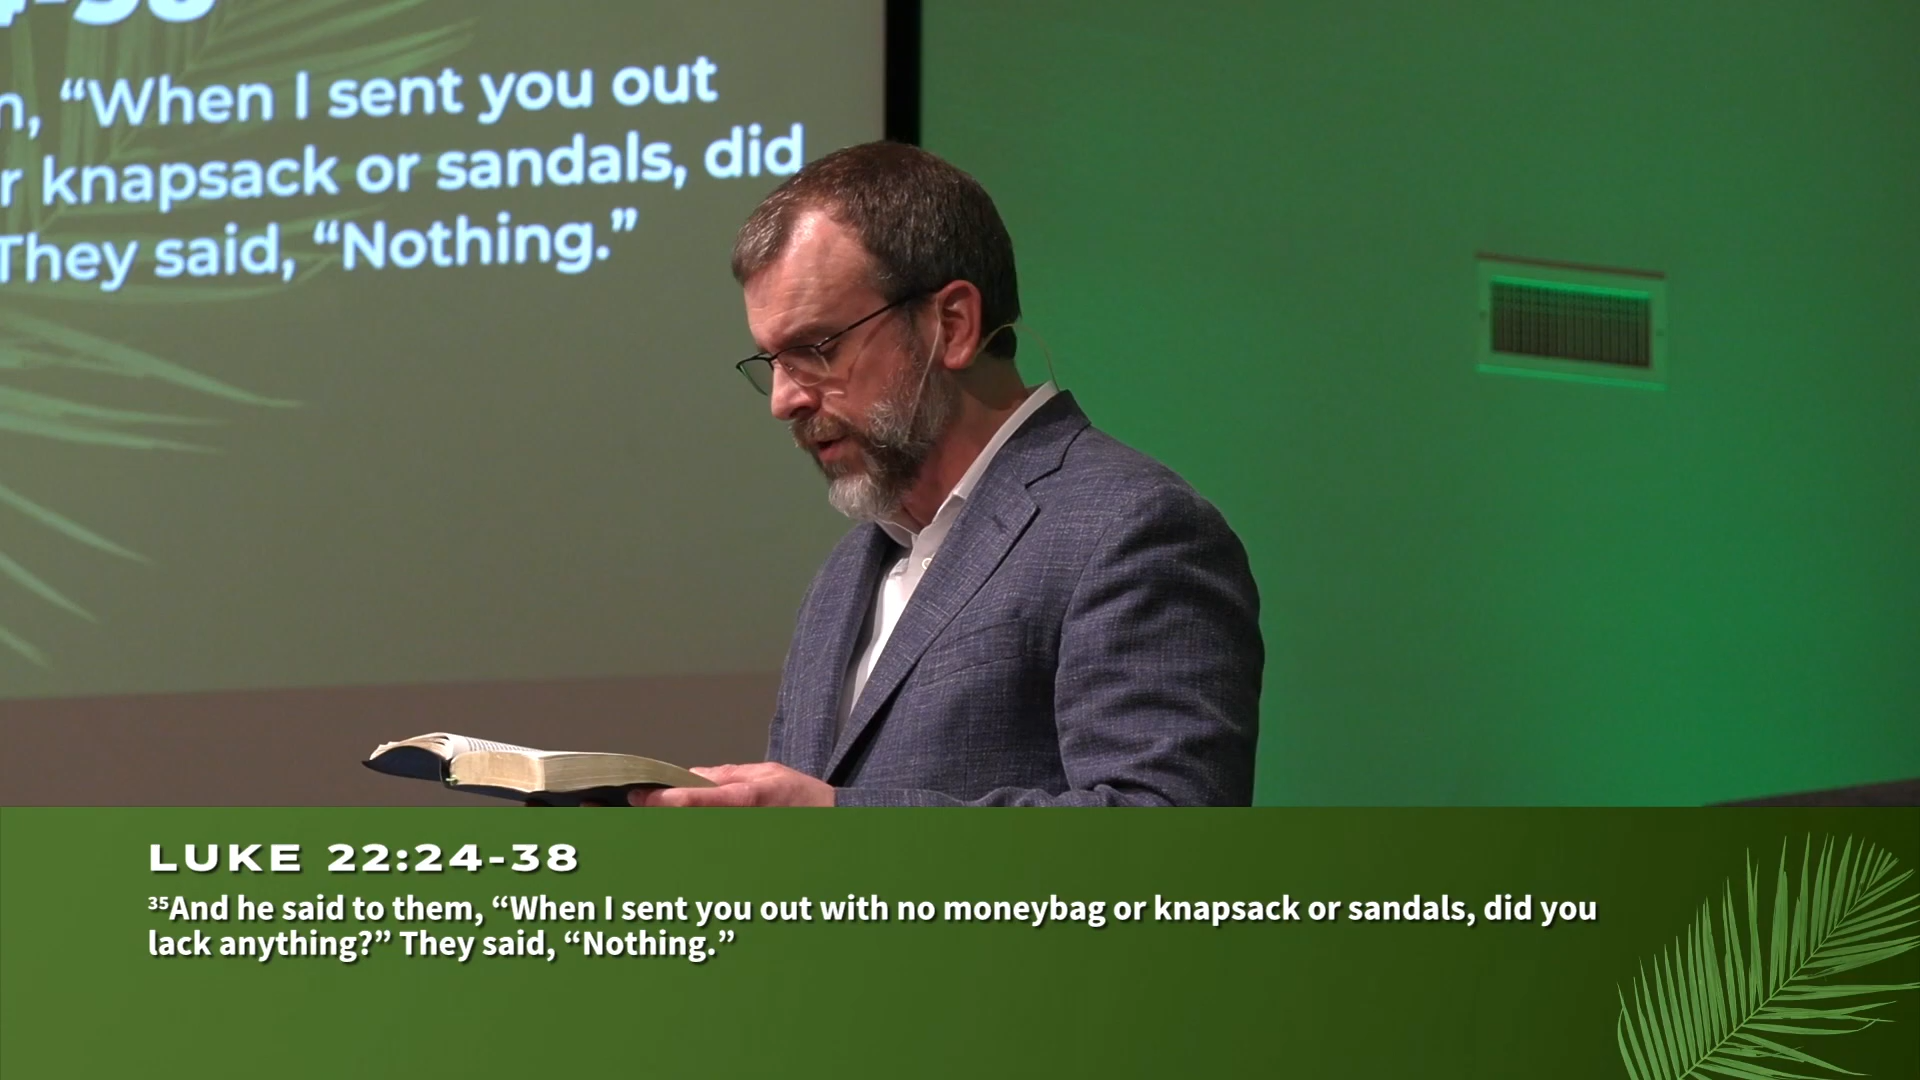 4-38
m, “When I sent you out
r knapsack or sandals, did
They said, “Nothing.”
LUKE 22:24-38
³⁵And he said to them, “When I sent you out with no moneybag or knapsack or sandals, did you
lack anything?” They said, “Nothing.”